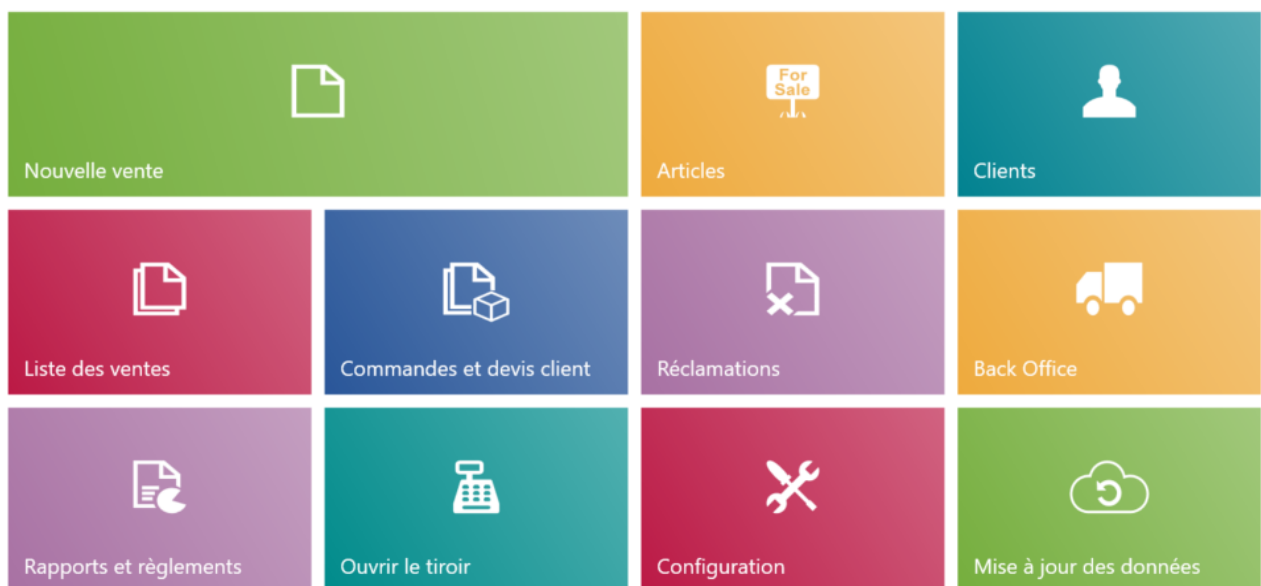 Nouvelle vente
For
Sale
Articles
Clients
Liste des ventes
Commandes et devis client
Réclamations
Back Office
Rapports et règlements
Ouvrir le tiroir
Configuration
Mise à jour des données